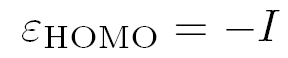 ε_HOMO = −I